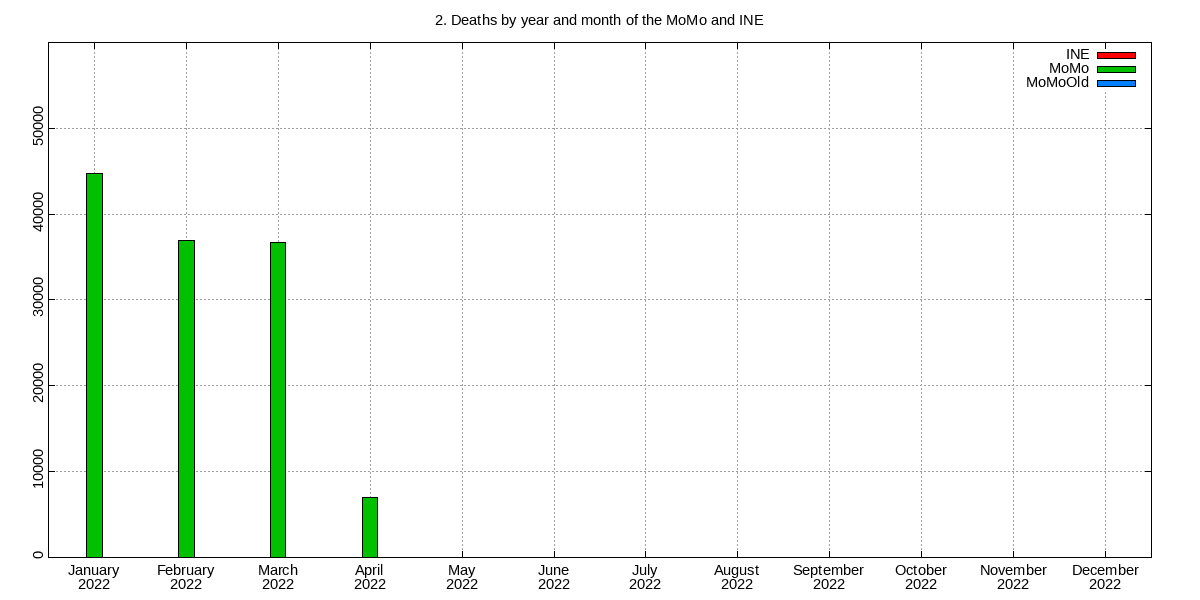 2. Deaths by year and month of the MoMo and INE
INE
MoMo
MoMoOld
50000
40000
30000
20000
10000
0
January February March April May June July August September October November December
2022 2022 2022 2022 2022 2022 2022 2022 2022 2022 2022 2022